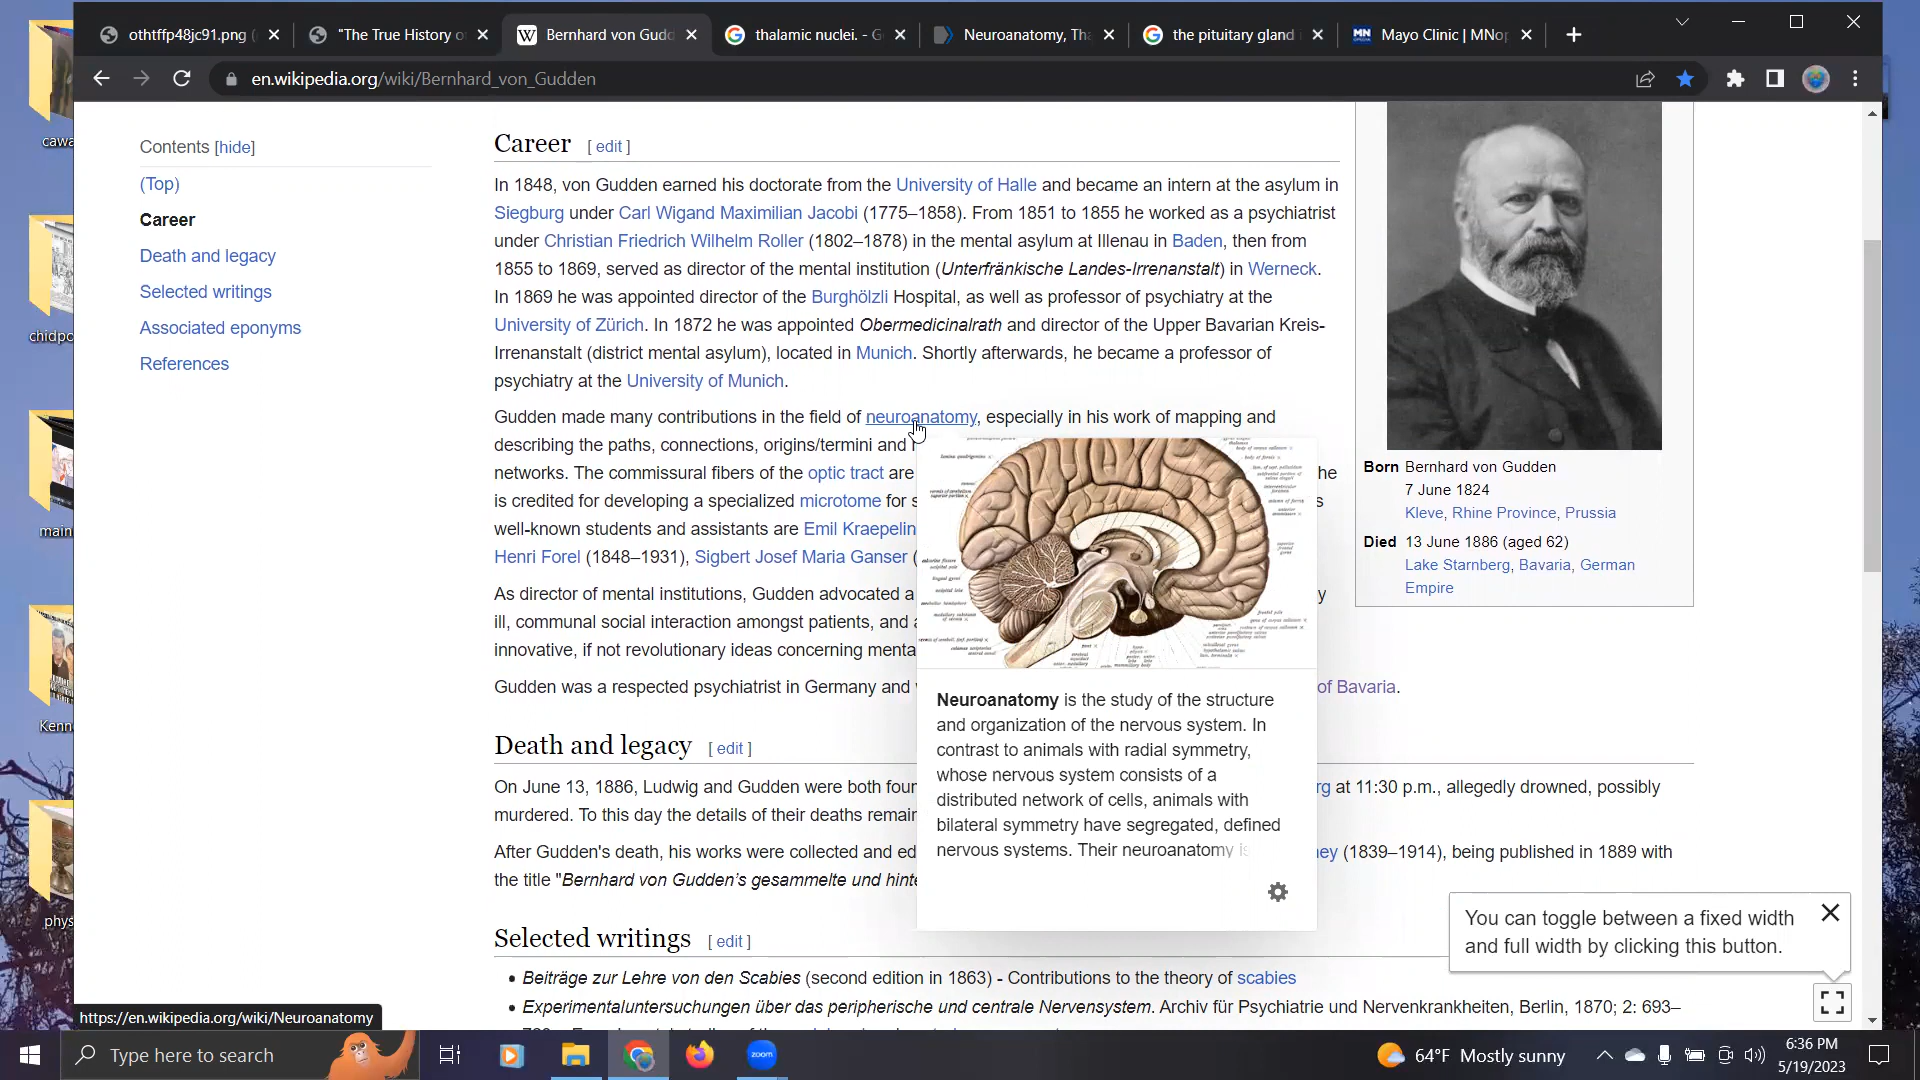 othtffp48jc91.png (
"The True History o
Bernhard von Gudd
thalamic nuclei. - G
Neuroanatomy, Tha
the pituitary gland
MN
Mayo Clinic | MNop
en.wikipedia.org/wiki/Bernhard_von_Gudden
cawa
chidpo
main
Kenn
phys
Contents [hide]
(Top)
Career
Death and legacy
Selected writings
Associated eponyms
References
Career [ edit ]
In 1848, von Gudden earned his doctorate from the University of Halle and became an intern at the asylum in
Siegburg under Carl Wigand Maximilian Jacobi (1775–1858). From 1851 to 1855 he worked as a psychiatrist
under Christian Friedrich Wilhelm Roller (1802–1878) in the mental asylum at Illenau in Baden, then from
1855 to 1869, served as director of the mental institution (Unterfränkische Landes-Irrenanstalt) in Werneck.
In 1869 he was appointed director of the Burghölzli Hospital, as well as professor of psychiatry at the
University of Zürich. In 1872 he was appointed Obermedicinalrath and director of the Upper Bavarian Kreis-
Irrenanstalt (district mental asylum), located in Munich. Shortly afterwards, he became a professor of
psychiatry at the University of Munich.
Gudden made many contributions in the field of neuroanatomy, especially in his work of mapping and
describing the paths, connections, origins/termini and
networks. The commissural fibers of the optic tract are he
is credited for developing a specialized microtome for s s
well-known students and assistants are Emil Kraepelin
Henri Forel (1848–1931), Sigbert Josef Maria Ganser (
As director of mental institutions, Gudden advocated a y
ill, communal social interaction amongst patients, and a
innovative, if not revolutionary ideas concerning menta
Gudden was a respected psychiatrist in Germany and of Bavaria.
Death and legacy [ edit ]
On June 13, 1886, Ludwig and Gudden were both foun rg at 11:30 p.m., allegedly drowned, possibly
murdered. To this day the details of their deaths remain
After Gudden's death, his works were collected and ed ney (1839–1914), being published in 1889 with
the title "Bernhard von Gudden's gesammelte und hinte
Selected writings [ edit ]
• Beiträge zur Lehre von den Scabies (second edition in 1863) - Contributions to the theory of scabies
• Experimentaluntersuchungen über das peripherische und centrale Nervensystem. Archiv für Psychiatrie und Nervenkrankheiten, Berlin, 1870; 2: 693–
Neuroanatomy is the study of the structure
and organization of the nervous system. In
contrast to animals with radial symmetry,
whose nervous system consists of a
distributed network of cells, animals with
bilateral symmetry have segregated, defined
nervous systems. Their neuroanatomy is
Born Bernhard von Gudden
7 June 1824
Kleve, Rhine Province, Prussia
Died 13 June 1886 (aged 62)
Lake Starnberg, Bavaria, German
Empire
You can toggle between a fixed width
and full width by clicking this button.
https://en.wikipedia.org/wiki/Neuroanatomy
Type here to search
zoom
64°F Mostly sunny
6:36 PM
5/19/2023